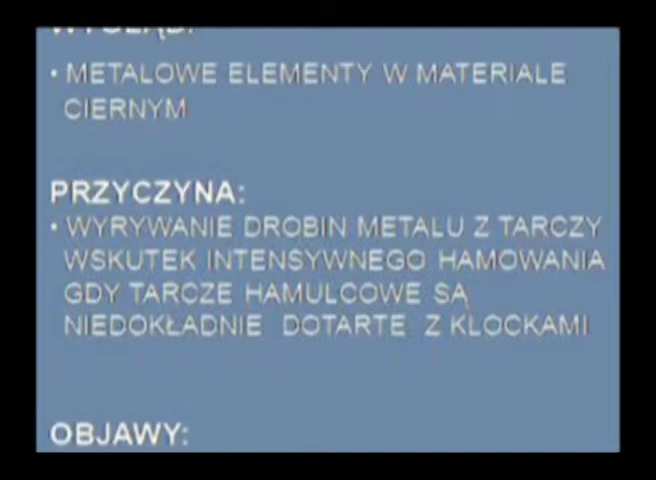 WYGLĄD:
• METALOWE ELEMENTY W MATERIALE
CIERNYM
PRZYCZYNA:
• WYRYWANIE DROBIN METALU Z TARCZY
WSKUTEK INTENSYWNEGO HAMOWANIA
GDY TARCZE HAMULCOWE SĄ
NIEDOKŁADNIE DOTARTE Z KLOCKAMI
OBJAWY: